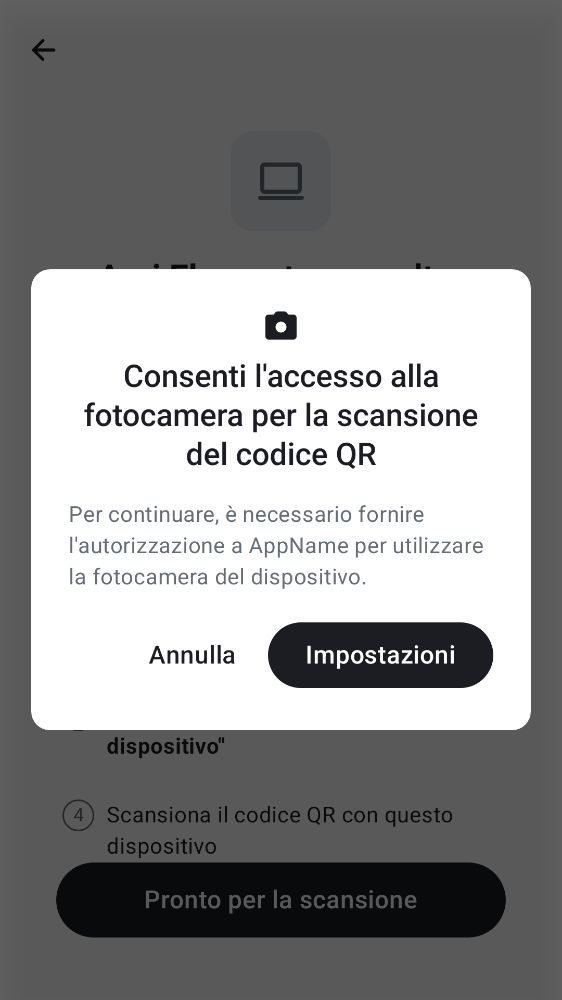 Consenti l'accesso alla
fotocamera per la scansione
del codice QR
Per continuare, è necessario fornire
l'autorizzazione a AppName per utilizzare
la fotocamera del dispositivo.
Annulla
Impostazioni
dispositivo"
4 Scansiona il codice QR con questo
dispositivo
Pronto per la scansione